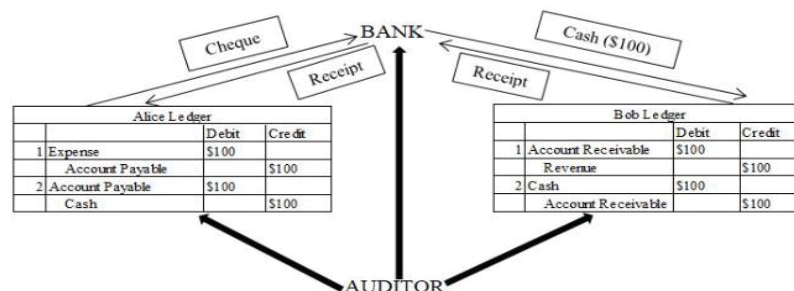 BANK
Cheque
Receipt
Cash ($100)
Receipt
Alice Ledger
Debit Credit
1 Expense $100
Account Payable $100
2 Account Payable $100
Cash $100
Bob Ledger
Debit Credit
1 Account Receivable $100
Revenue $100
2 Cash $100
Account Receivable $100
AUDITOR